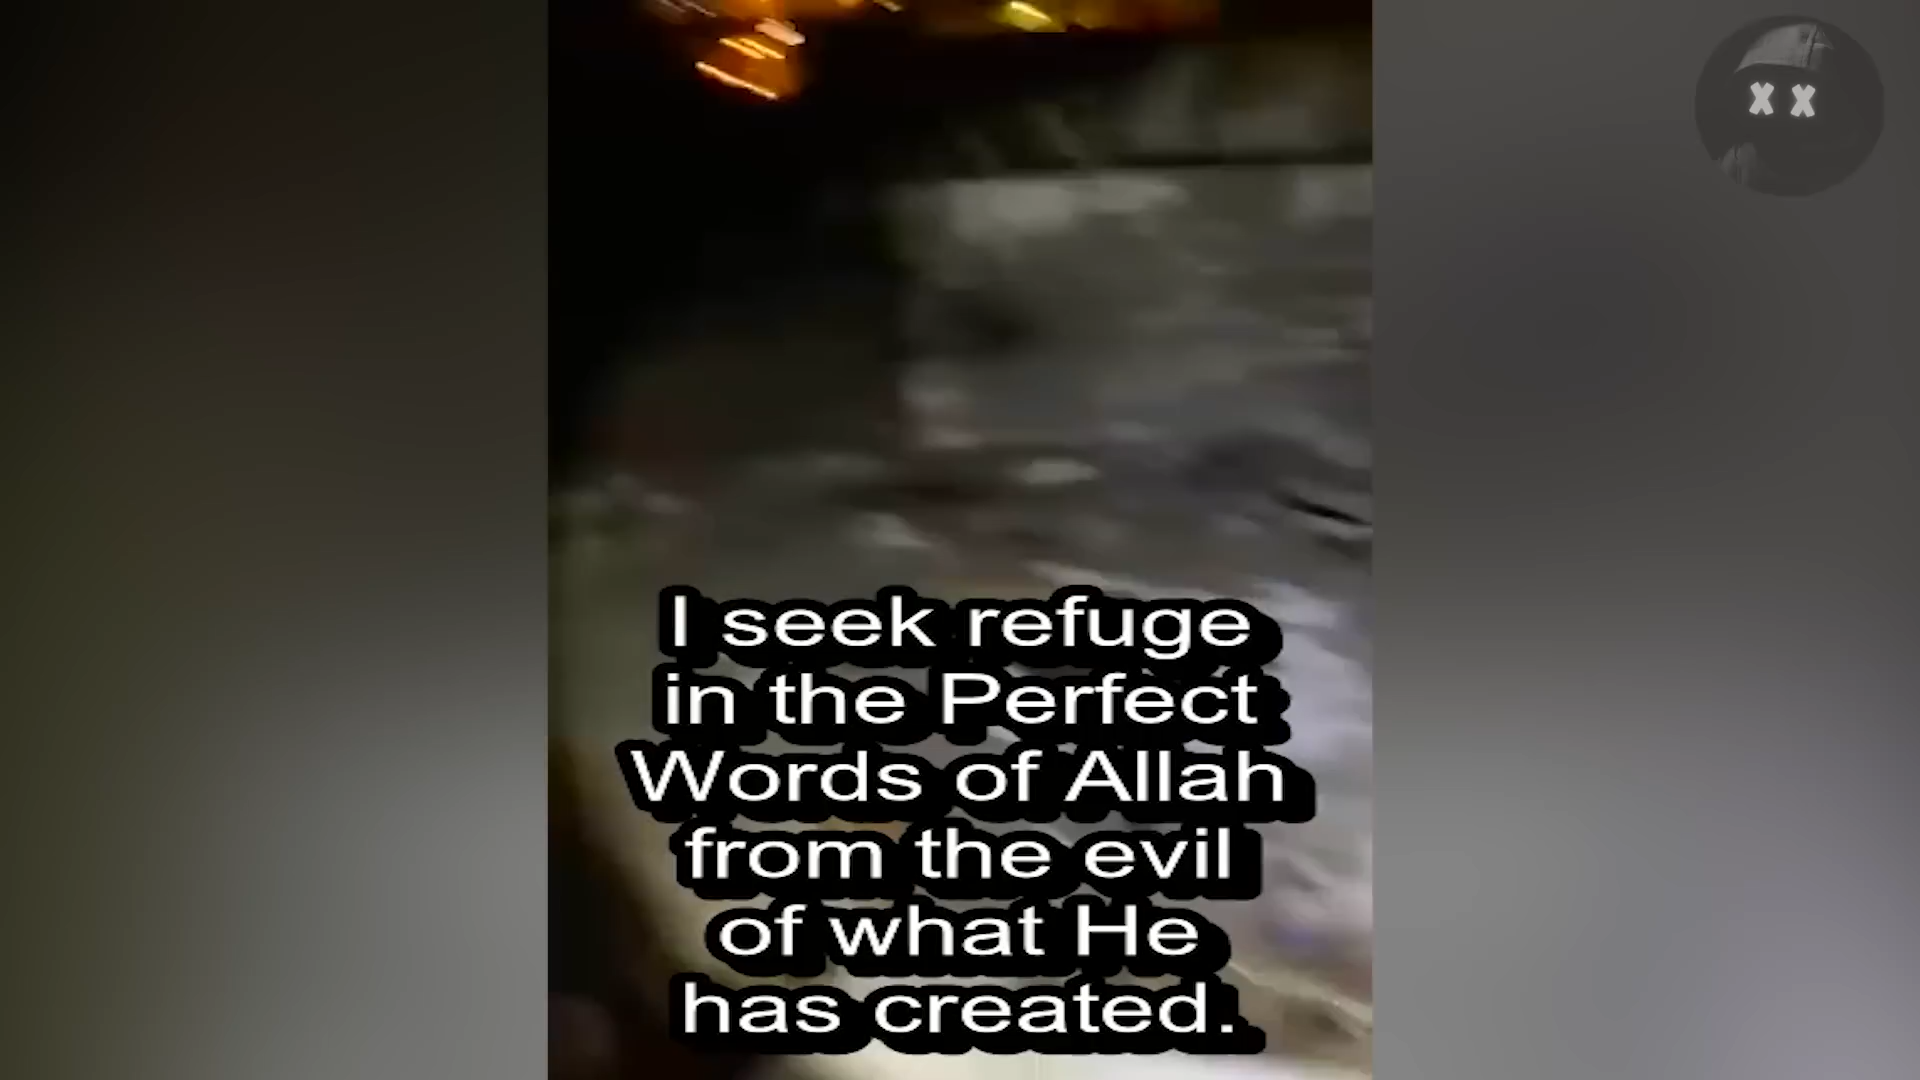 I seek refuge
in the Perfect
Words of Allah
from the evil
of what He
has created.